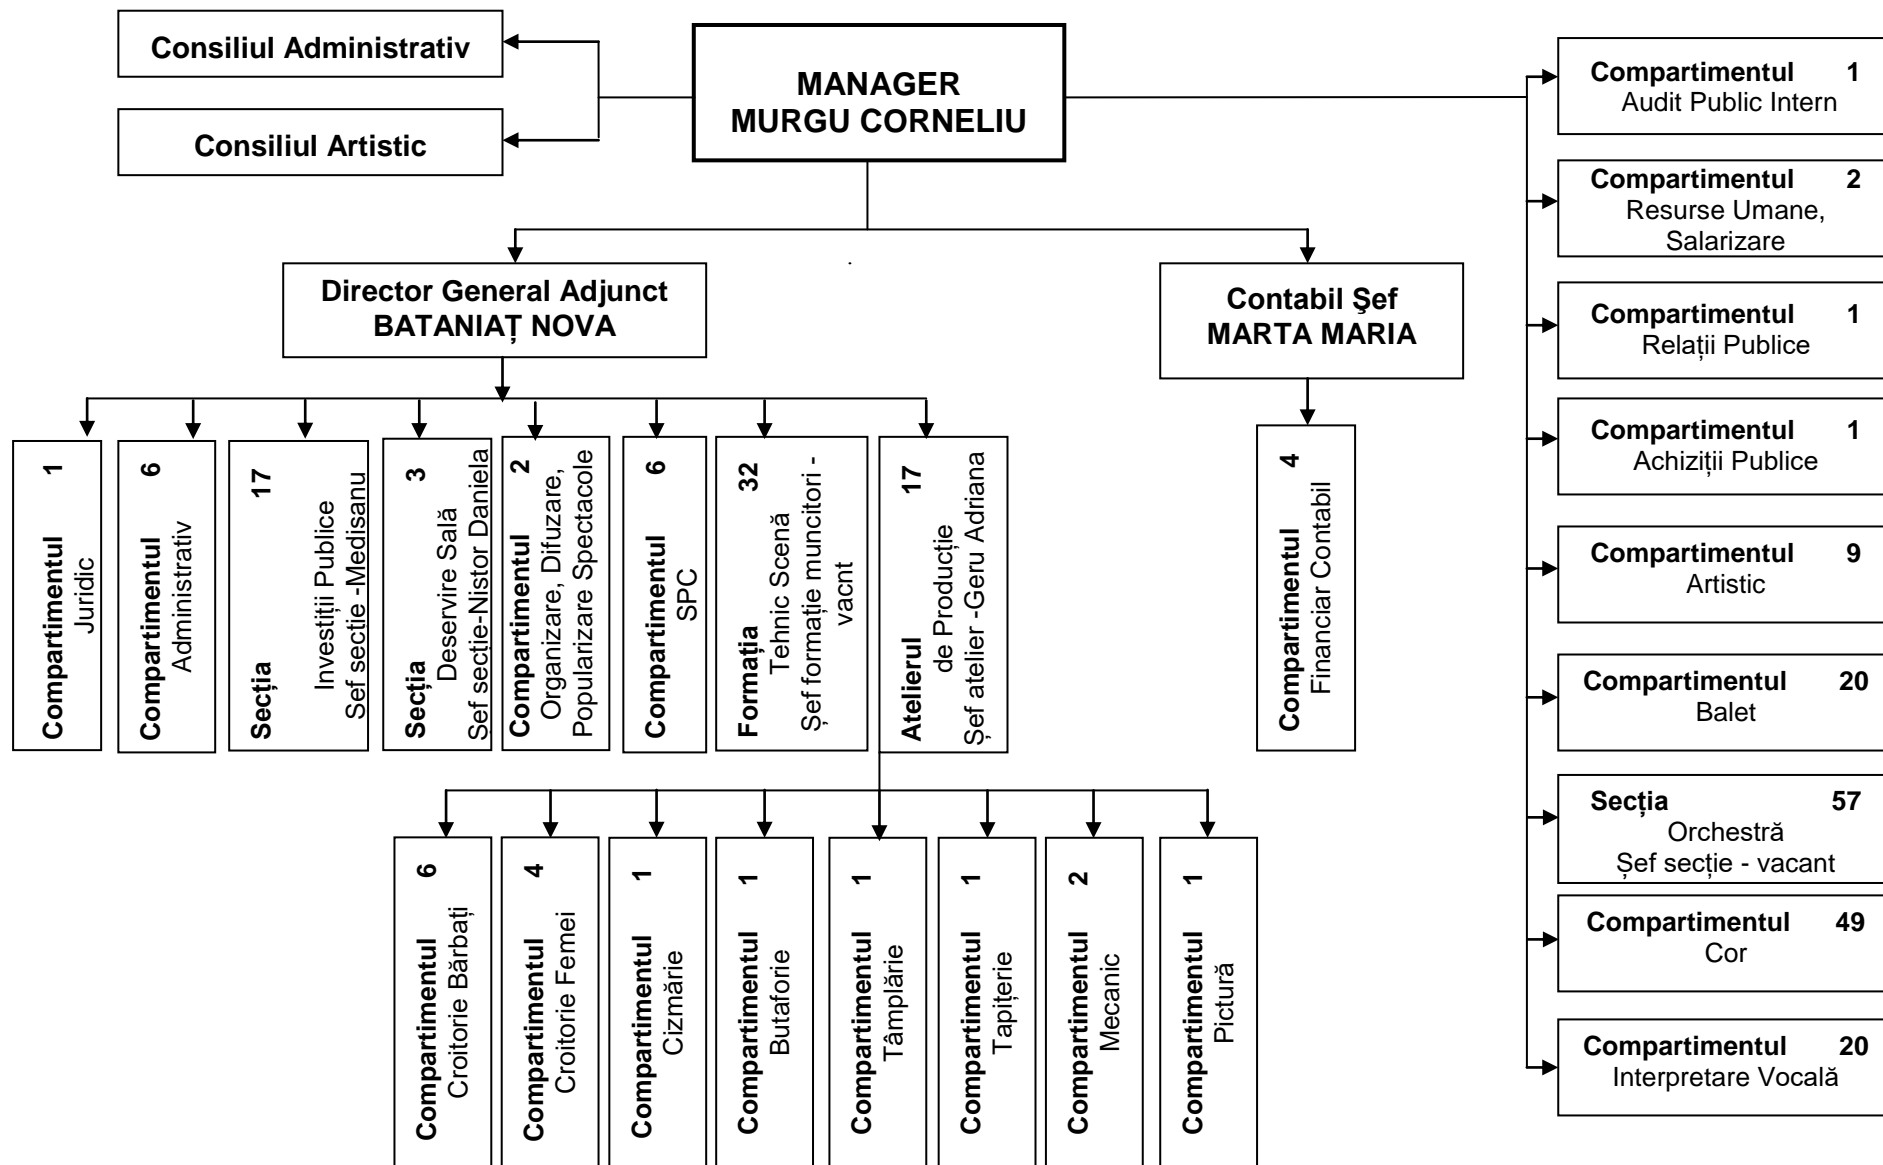 Consiliul Administrativ
Consiliul Artistic
MANAGER
MURGU CORNELIU
Director General Adjunct
BATANIAȚ NOVA
Contabil Şef
MARTA MARIA
Compartimentul 1
Juridic
Compartimentul 6
Administrativ
Secția 17
Investiții Publice
Șef secție -Medisanu
Secția 3
Deservire Sală
Șef secție-Nistor Daniela
Compartimentul 2
Organizare, Difuzare,
Popularizare Spectacole
Compartimentul 6
SPC
Formația 32
Tehnic Scenă
Șef formație muncitori -
vacnt
Atelierul 17
de Producție
Șef atelier -Geru Adriana
Compartimentul 4
Financiar Contabil
Compartimentul 6
Croitorie Bărbați
Compartimentul 4
Croitorie Femei
Compartimentul 1
Cizmărie
Compartimentul 1
Butaforie
Compartimentul 1
Tâmplărie
Compartimentul 1
Tapițerie
Compartimentul 2
Mecanic
Compartimentul 1
Pictură
Compartimentul 1
Audit Public Intern
Compartimentul 2
Resurse Umane,
Salarizare
Compartimentul 1
Relații Publice
Compartimentul 1
Achiziții Publice
Compartimentul 9
Artistic
Compartimentul 20
Balet
Secția 57
Orchestră
Șef secție - vacant
Compartimentul 49
Cor
Compartimentul 20
Interpretare Vocală